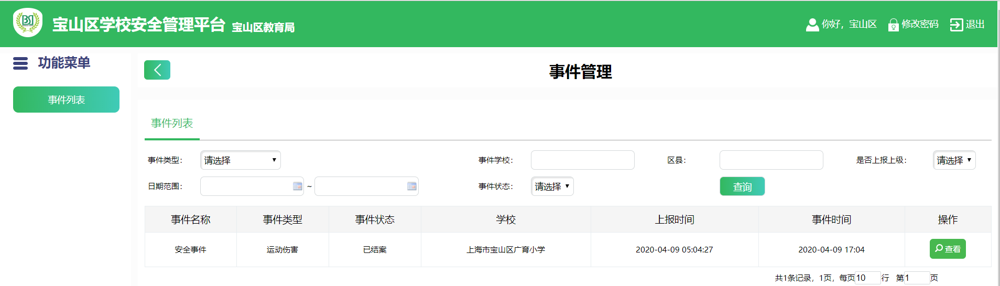 宝山区学校安全管理平台 宝山区教育局
你好，宝山区 修改密码 退出
功能菜单
事件管理
事件列表
事件列表
事件类型： 请选择 事件学校： 区县： 是否上报上级： 请选择
日期范围： ~ 事件状态： 请选择 查询
事件名称 事件类型 事件状态 学校 上报时间 事件时间 操作
安全事件 运动伤害 已结案 上海市宝山区广育小学 2020-04-09 05:04:27 2020-04-09 17:04 查看
共1条记录，1页，每页10行 第1页